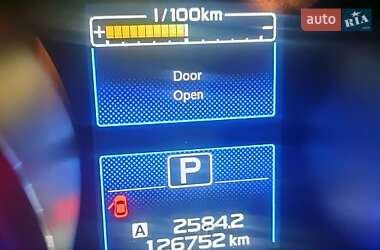 l/100km
auto RIA
+ -
Door
Open
P
A 2584.2
126752 km